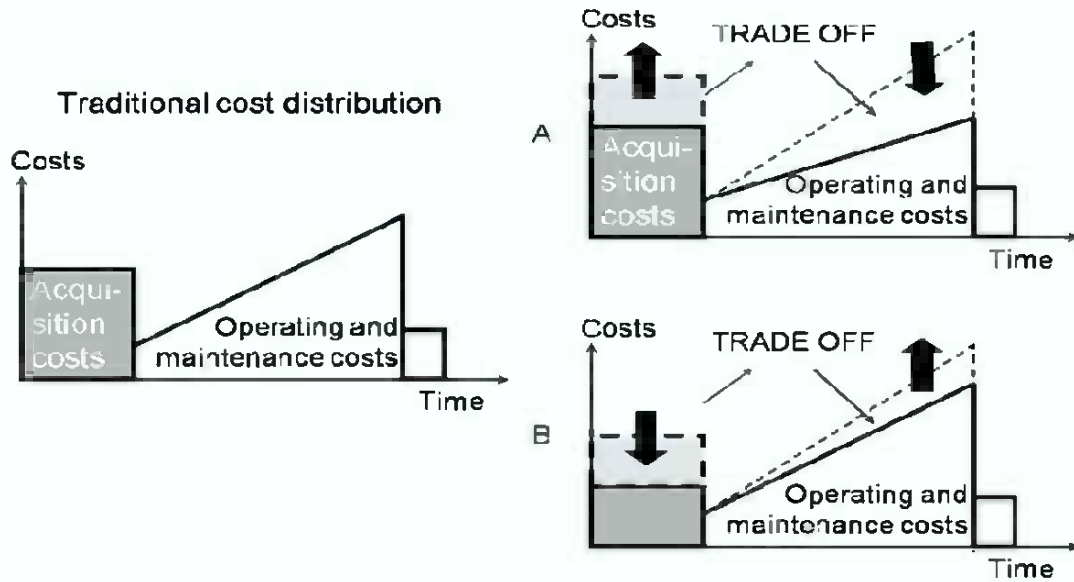 Traditional cost distribution
Costs
Acqui-
sition
costs
Operating and
maintenance costs
Time
A
Costs
TRADE OFF
Acqui-
sition
costs
Operating and
maintenance costs
Time
B
Costs
TRADE OFF
Operating and
maintenance costs
Time